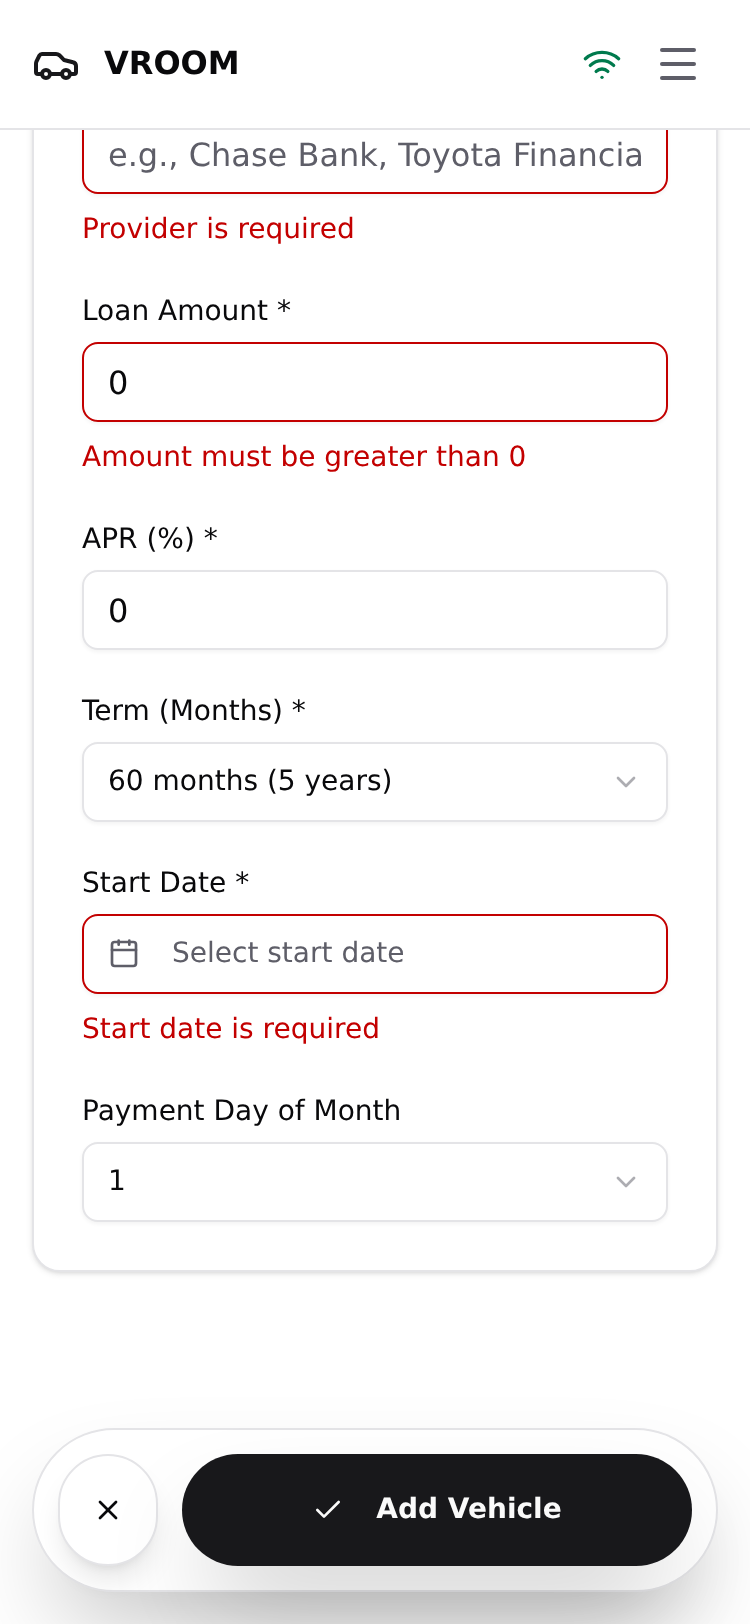 VROOM
e.g., Chase Bank, Toyota Financia
Provider is required
Loan Amount *
0
Amount must be greater than 0
APR (%) *
0
Term (Months) *
60 months (5 years)
Start Date *
Select start date
Start date is required
Payment Day of Month
1
Add Vehicle